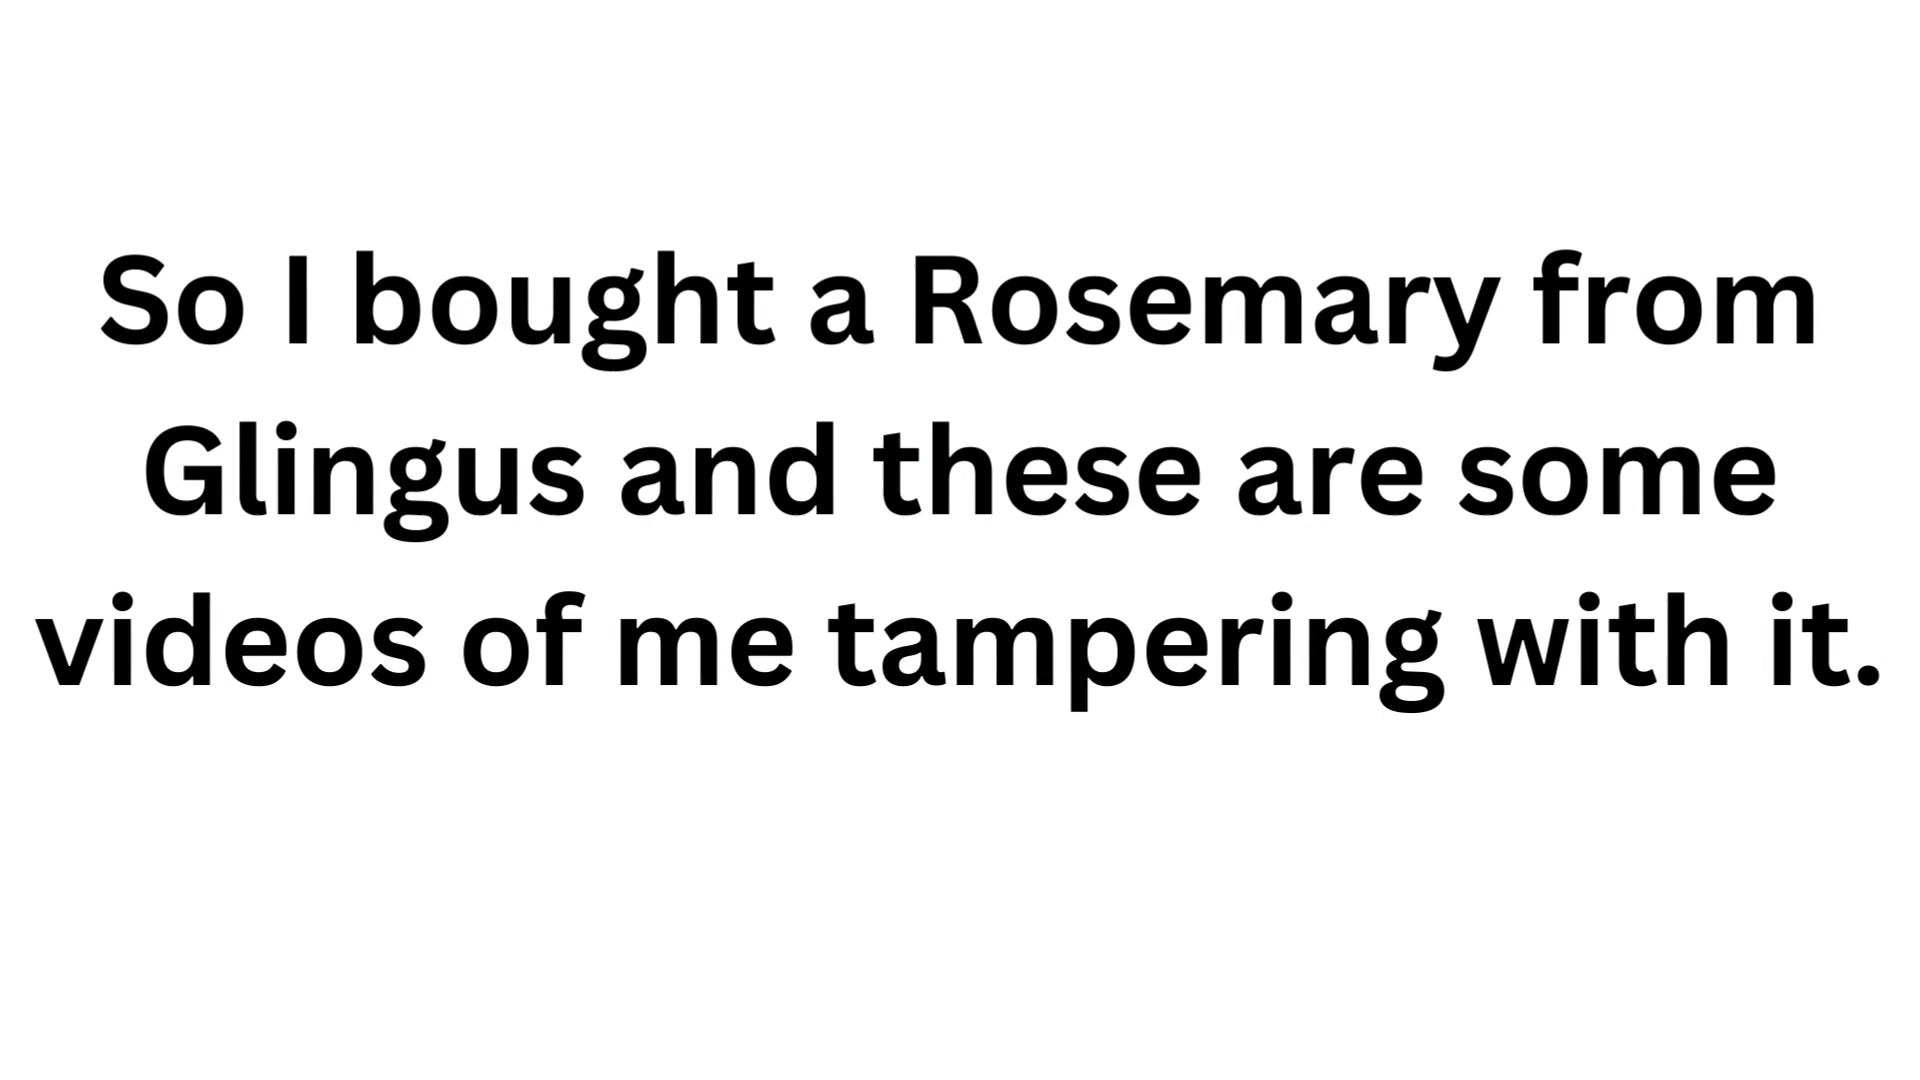 So I bought a Rosemary from
Glingus and these are some
videos of me tampering with it.